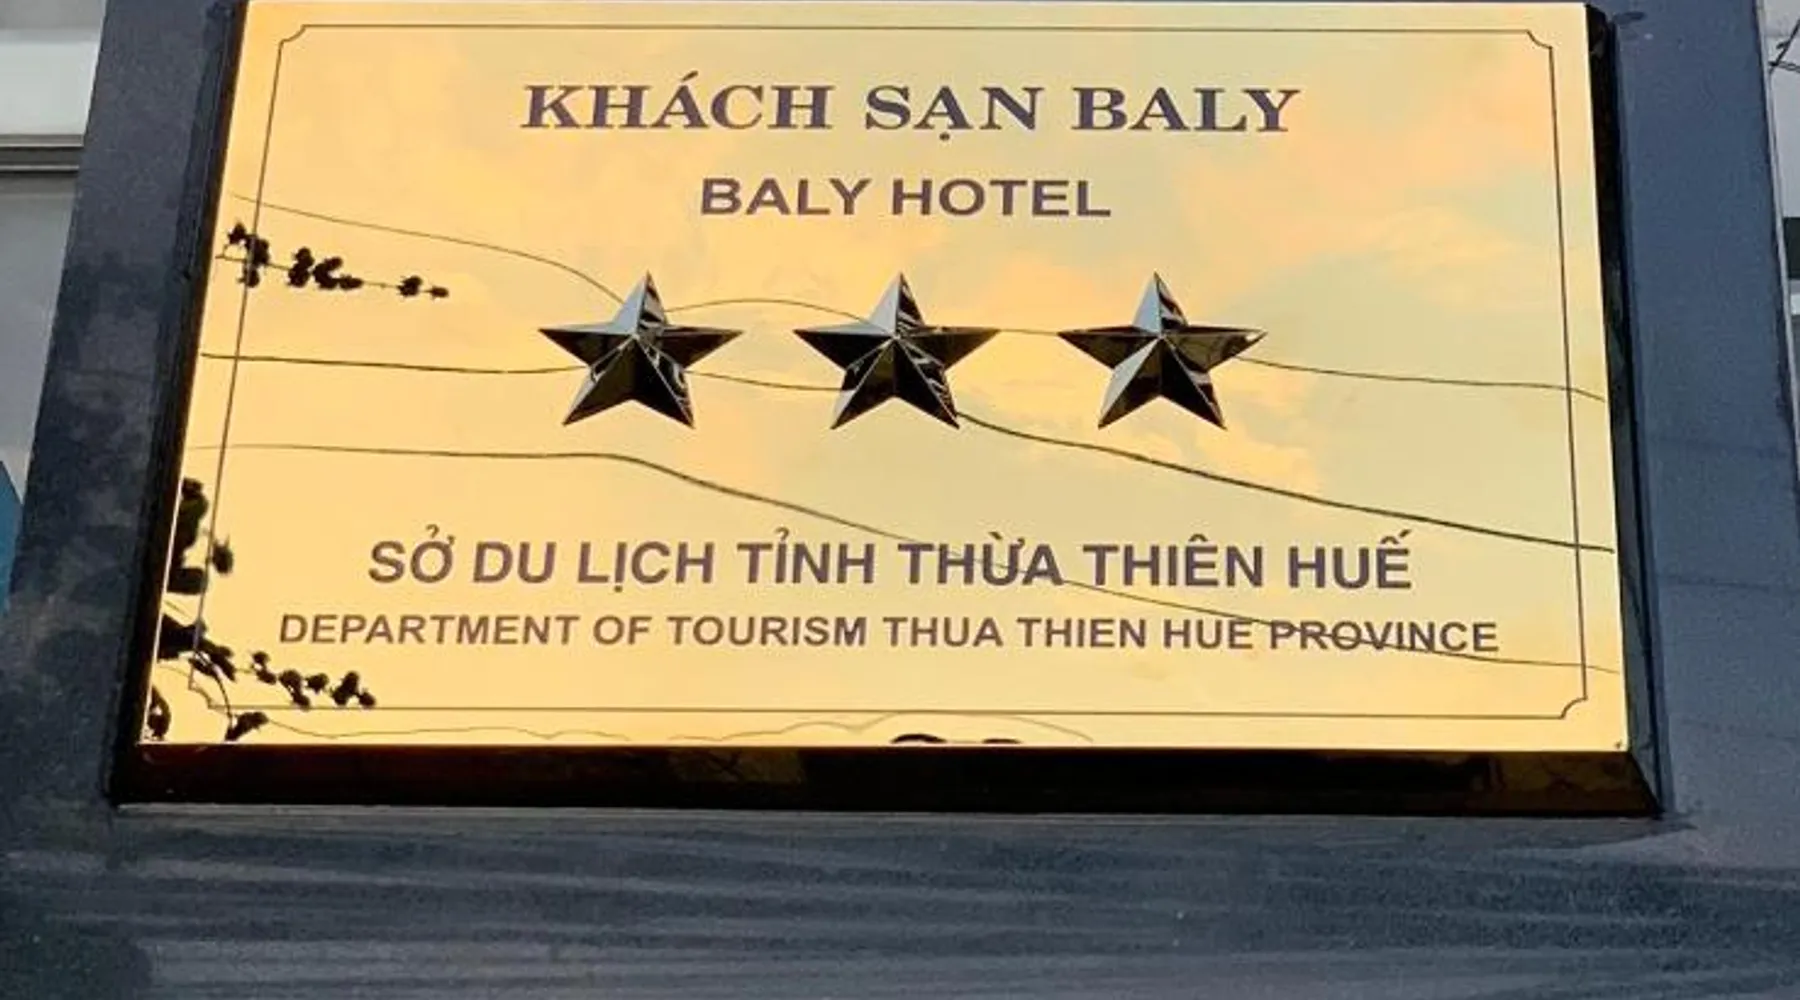 KHÁCH SẠN BALY
BALY HOTEL
SỞ DU LỊCH TỈNH THỪA THIÊN HUẾ
DEPARTMENT OF TOURISM THUA THIEN HUE PROVINCE